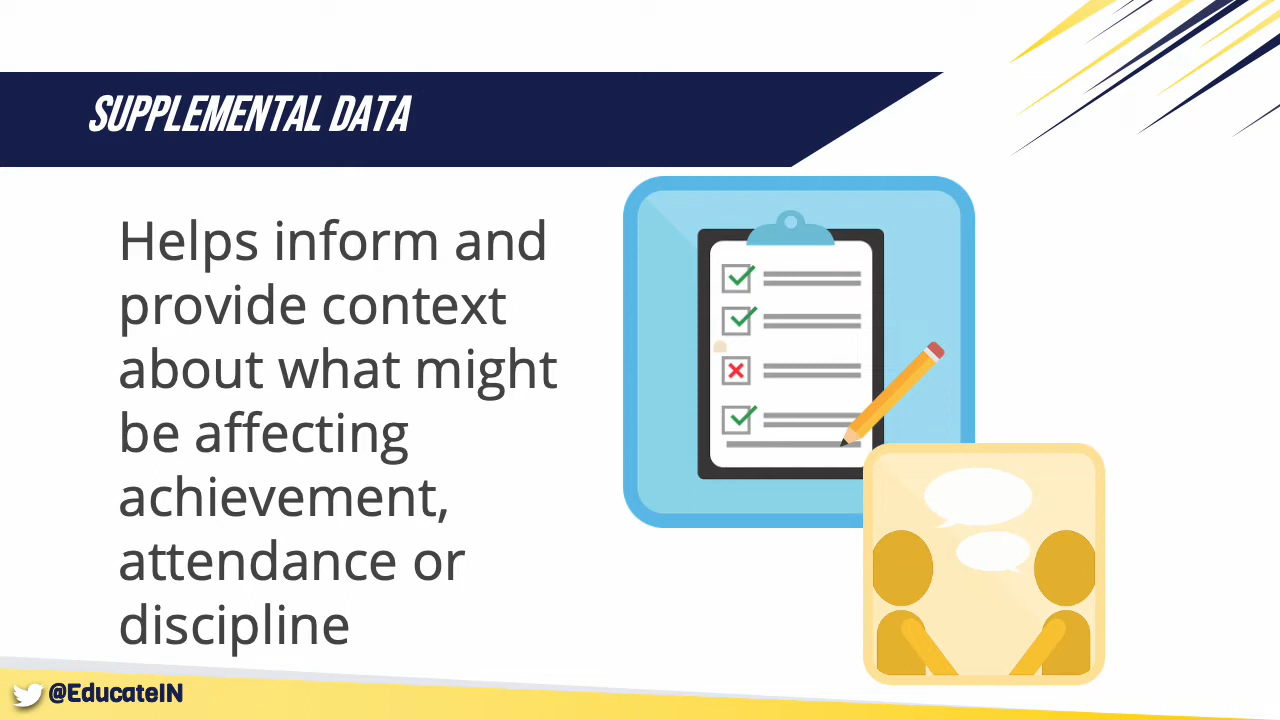 SUPPLEMENTAL DATA
Helps inform and
provide context
about what might
be affecting
achievement,
attendance or
discipline
@EducateIN